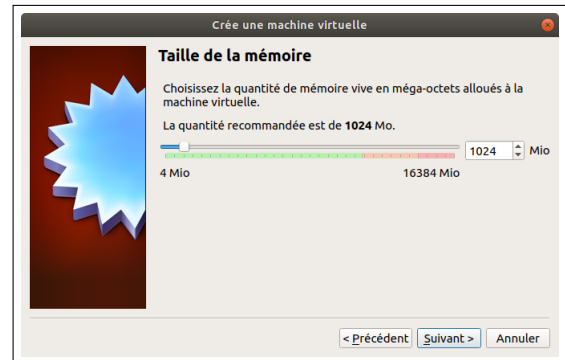 Crée une machine virtuelle
Taille de la mémoire
Choisissez la quantité de mémoire vive en méga-octets alloués à la
machine virtuelle.
La quantité recommandée est de 1024 Mo.
1024 Mio
4 Mio 16384 Mio
< Précédent Suivant > Annuler